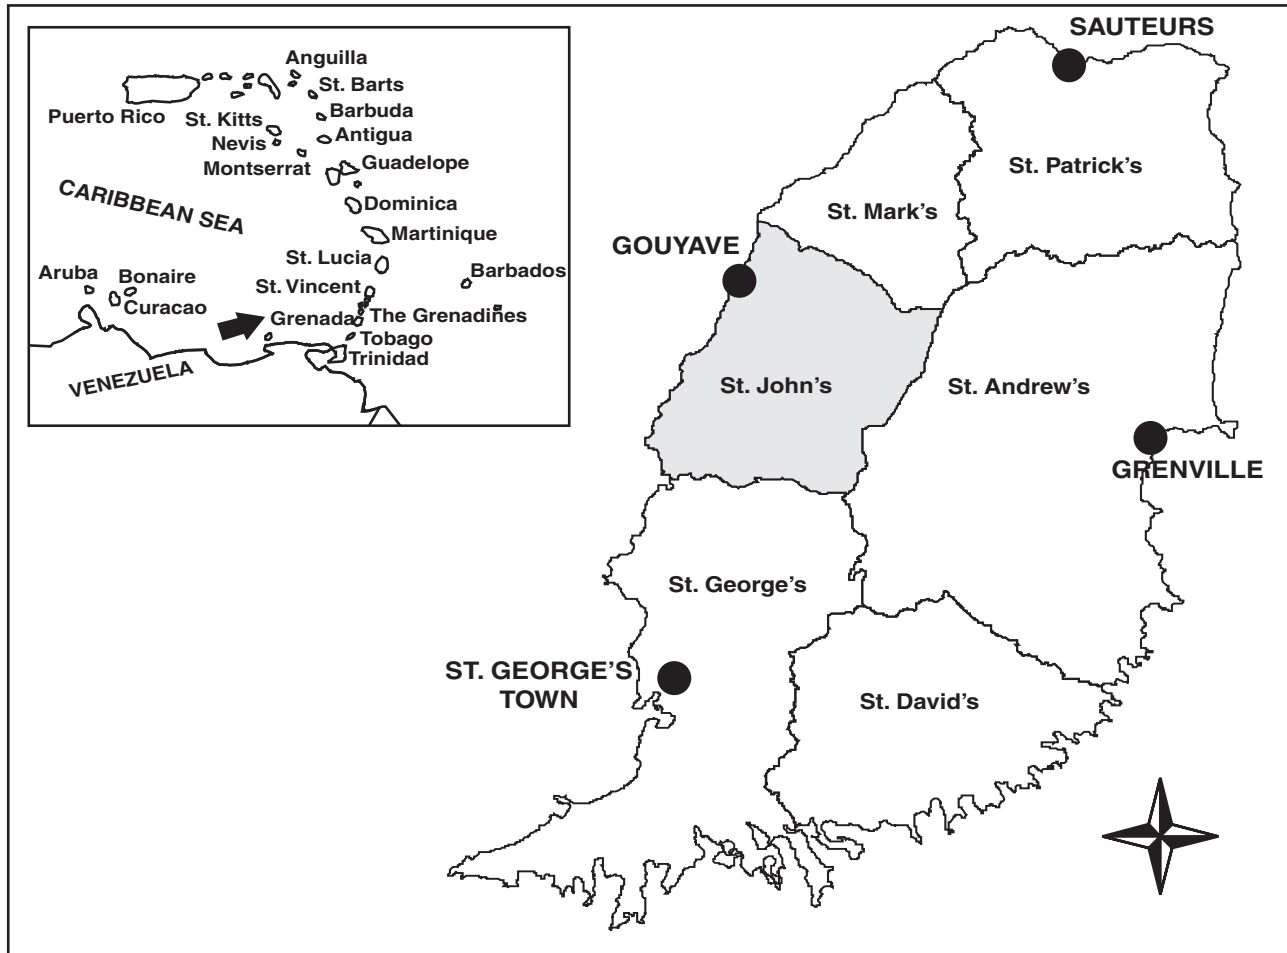 Anguilla
St. Barts
Puerto Rico
St. Kitts
Barbuda
Nevis
Antigua
Montserrat
Guadelope
CARIBBEAN SEA
Dominica
Martinique
St. Lucia
Aruba
Bonaire
Barbados
St. Vincent
Curacao
Grenada
The Grenadines
Tobago
Trinidad
VENEZUELA
SAUTEURS
St. Patrick's
St. Mark's
GOUYAVE
St. John's
St. Andrew's
GRENVILLE
St. George's
ST. GEORGE'S
TOWN
St. David's